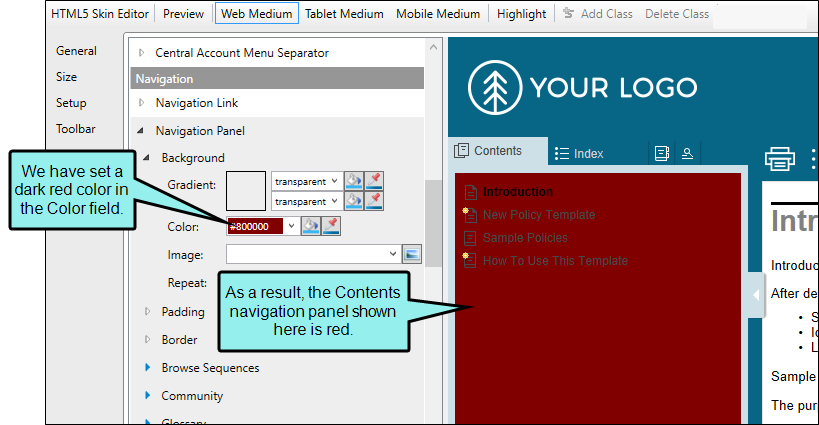 HTML5 Skin Editor Preview Web Medium Tablet Medium Mobile Medium Highlight Add Class Delete Class
General
Size
Setup
Toolbar
Central Account Menu Separator
Navigation
Navigation Link
Navigation Panel
Background
Gradient: transparent
transparent
Color: #800000
Image:
Repeat:
Padding
Border
Browse Sequences
Community
Glossary
We have set a
dark red color in
the Color field.
As a result, the Contents
navigation panel shown
here is red.
YOUR LOGO
Contents Index
Introduction
New Policy Template
Sample Policies
How To Use This Template
Intr
Introduc
After de
• S
• Ic
• L
Sample
The pur